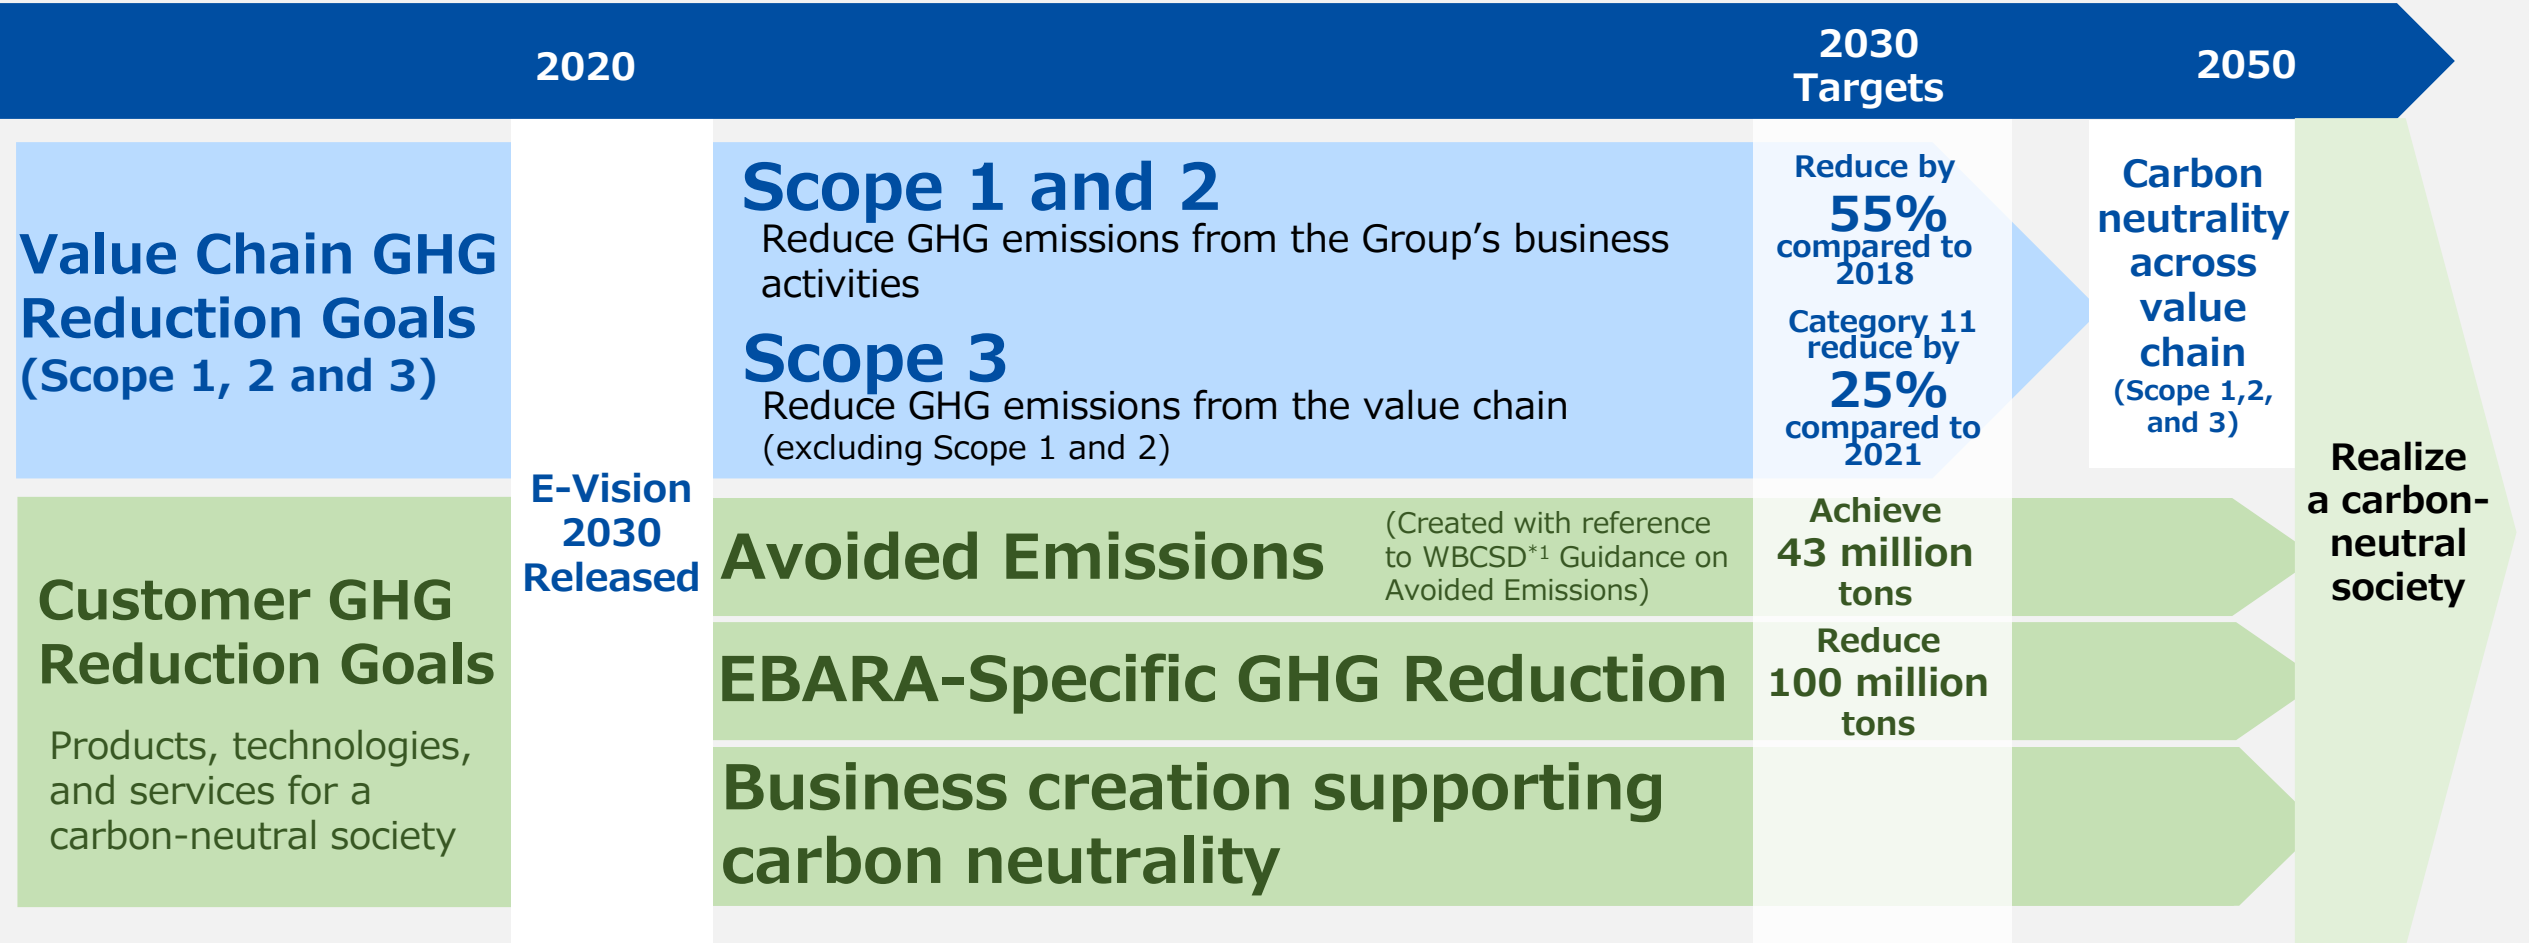 2020
2030
Targets
2050
Value Chain GHG
Reduction Goals
(Scope 1, 2 and 3)
E-Vision
2030
Released
Scope 1 and 2
Reduce GHG emissions from the Group’s business
activities
Scope 3
Reduce GHG emissions from the value chain
(excluding Scope 1 and 2)
Reduce by
55%
compared to
2018
Category 11
reduce by
25%
compared to
2021
Carbon
neutrality
across
value
chain
(Scope 1,2,
and 3)
Customer GHG
Reduction Goals
Products, technologies,
and services for a
carbon-neutral society
Avoided Emissions
(Created with reference
to WBCSD*1 Guidance on
Avoided Emissions)
Achieve
43 million
tons
EBARA-Specific GHG Reduction
Reduce
100 million
tons
Business creation supporting
carbon neutrality
Realize
a carbon-
neutral
society